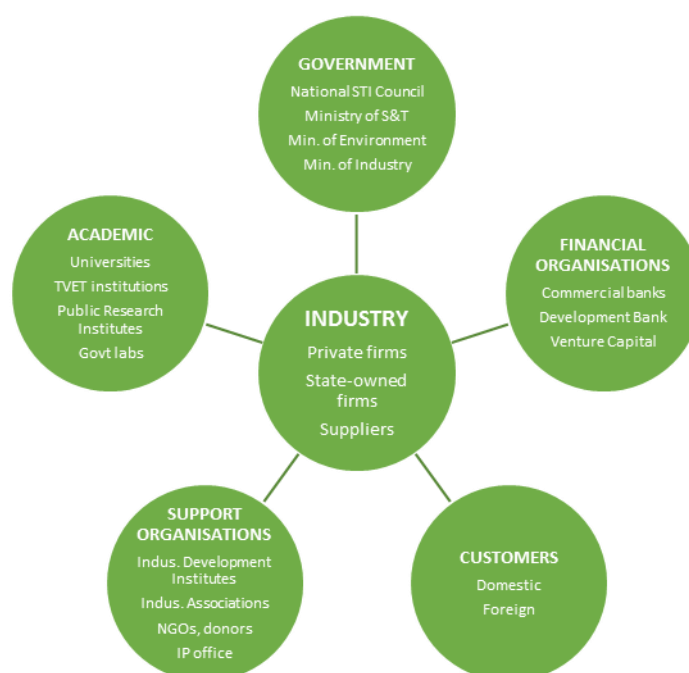 GOVERNMENT
National STI Council
Ministry of S&T
Min. of Environment
Min. of Industry
ACADEMIC
Universities
TVET institutions
Public Research
Institutes
Govt labs
FINANCIAL
ORGANISATIONS
Commercial banks
Development Bank
Venture Capital
INDUSTRY
Private firms
State-owned
firms
Suppliers
SUPPORT
ORGANISATIONS
Indus. Development
Institutes
Indus. Associations
NGOs, donors
IP office
CUSTOMERS
Domestic
Foreign